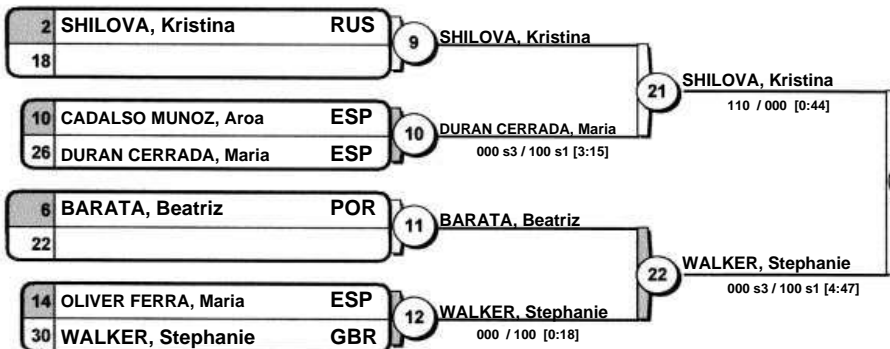 2 SHILOVA, Kristina RUS
18
9
SHILOVA, Kristina
10 CADALSO MUNOZ, Aroa ESP
26 DURAN CERRADA, Maria ESP
10
DURAN CERRADA, Maria
000 s3 / 100 s1 [3:15]
21
SHILOVA, Kristina
110 / 000 [0:44]
6 BARATA, Beatriz POR
22
11
BARATA, Beatriz
14 OLIVER FERRA, Maria ESP
30 WALKER, Stephanie GBR
12
WALKER, Stephanie
000 / 100 [0:18]
22
WALKER, Stephanie
000 s3 / 100 s1 [4:47]